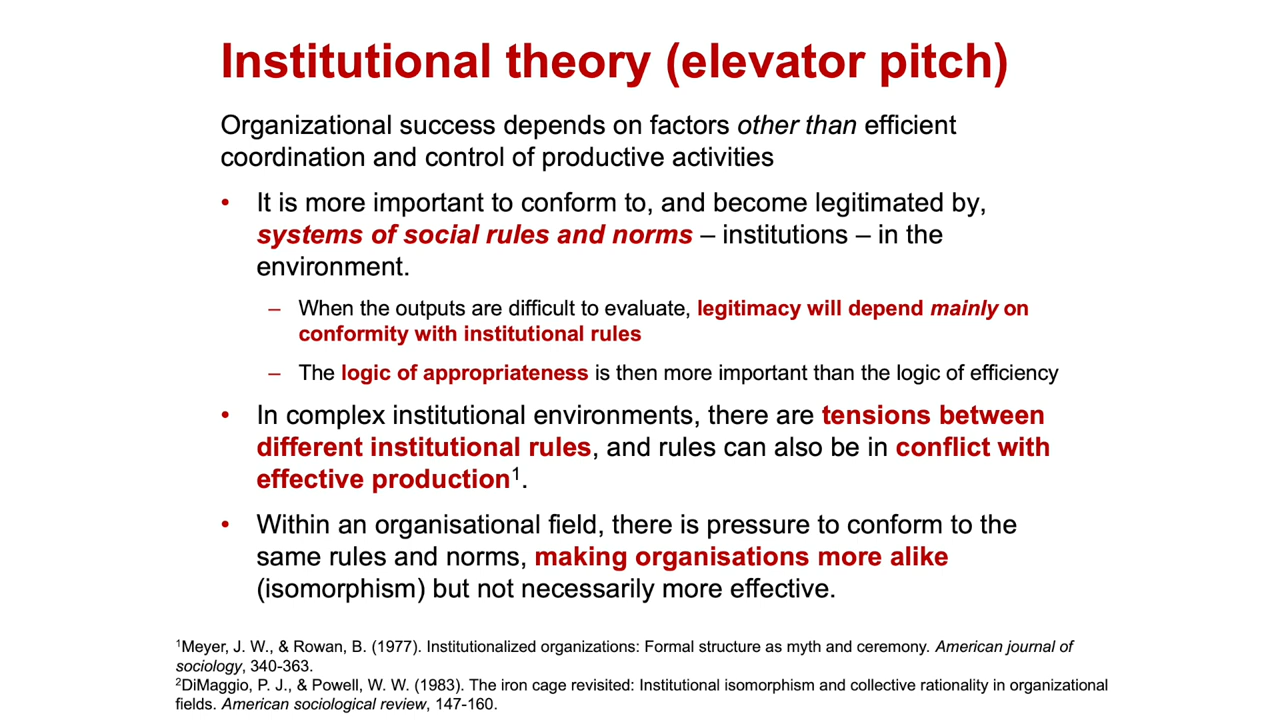 Institutional theory (elevator pitch)
Organizational success depends on factors other than efficient
coordination and control of productive activities
• It is more important to conform to, and become legitimated by,
systems of social rules and norms – institutions – in the
environment.
– When the outputs are difficult to evaluate, legitimacy will depend mainly on
conformity with institutional rules
– The logic of appropriateness is then more important than the logic of efficiency
• In complex institutional environments, there are tensions between
different institutional rules, and rules can also be in conflict with
effective production¹.
• Within an organisational field, there is pressure to conform to the
same rules and norms, making organisations more alike
(isomorphism) but not necessarily more effective.
¹Meyer, J. W., & Rowan, B. (1977). Institutionalized organizations: Formal structure as myth and ceremony. American journal of
sociology, 340-363.
²DiMaggio, P. J., & Powell, W. W. (1983). The iron cage revisited: Institutional isomorphism and collective rationality in organizational
fields. American sociological review, 147-160.